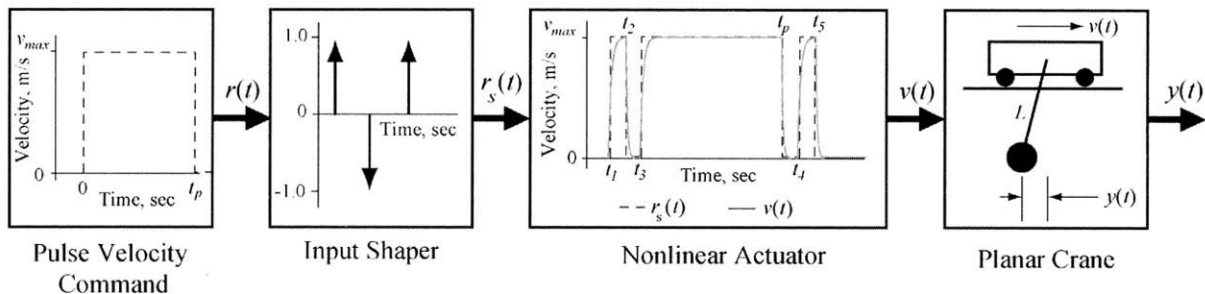 v_max
Velocity, m/s
0
0
Time, sec
t_p
r(t)
1.0
0
-1.0
Time, sec
r_s(t)
v_max
Velocity, m/s
0
t_2
t_p
t_5
t_1
t_3
t_4
Time, sec
r_s(t)
v(t)
v(t)
v(t)
L
y(t)
y(t)
Pulse Velocity
Command
Input Shaper
Nonlinear Actuator
Planar Crane